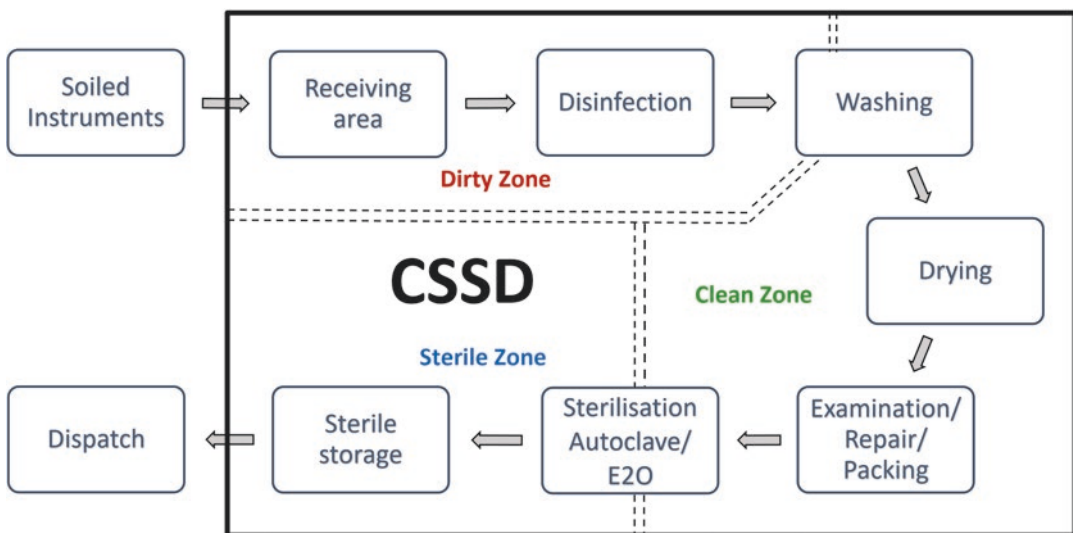 Soiled
Instruments
Receiving
area
Disinfection
Washing
Dirty Zone
Drying
CSSD
Clean Zone
Sterile Zone
Examination/
Repair/
Packing
Sterilisation
Autoclave/
E2O
Sterile
storage
Dispatch